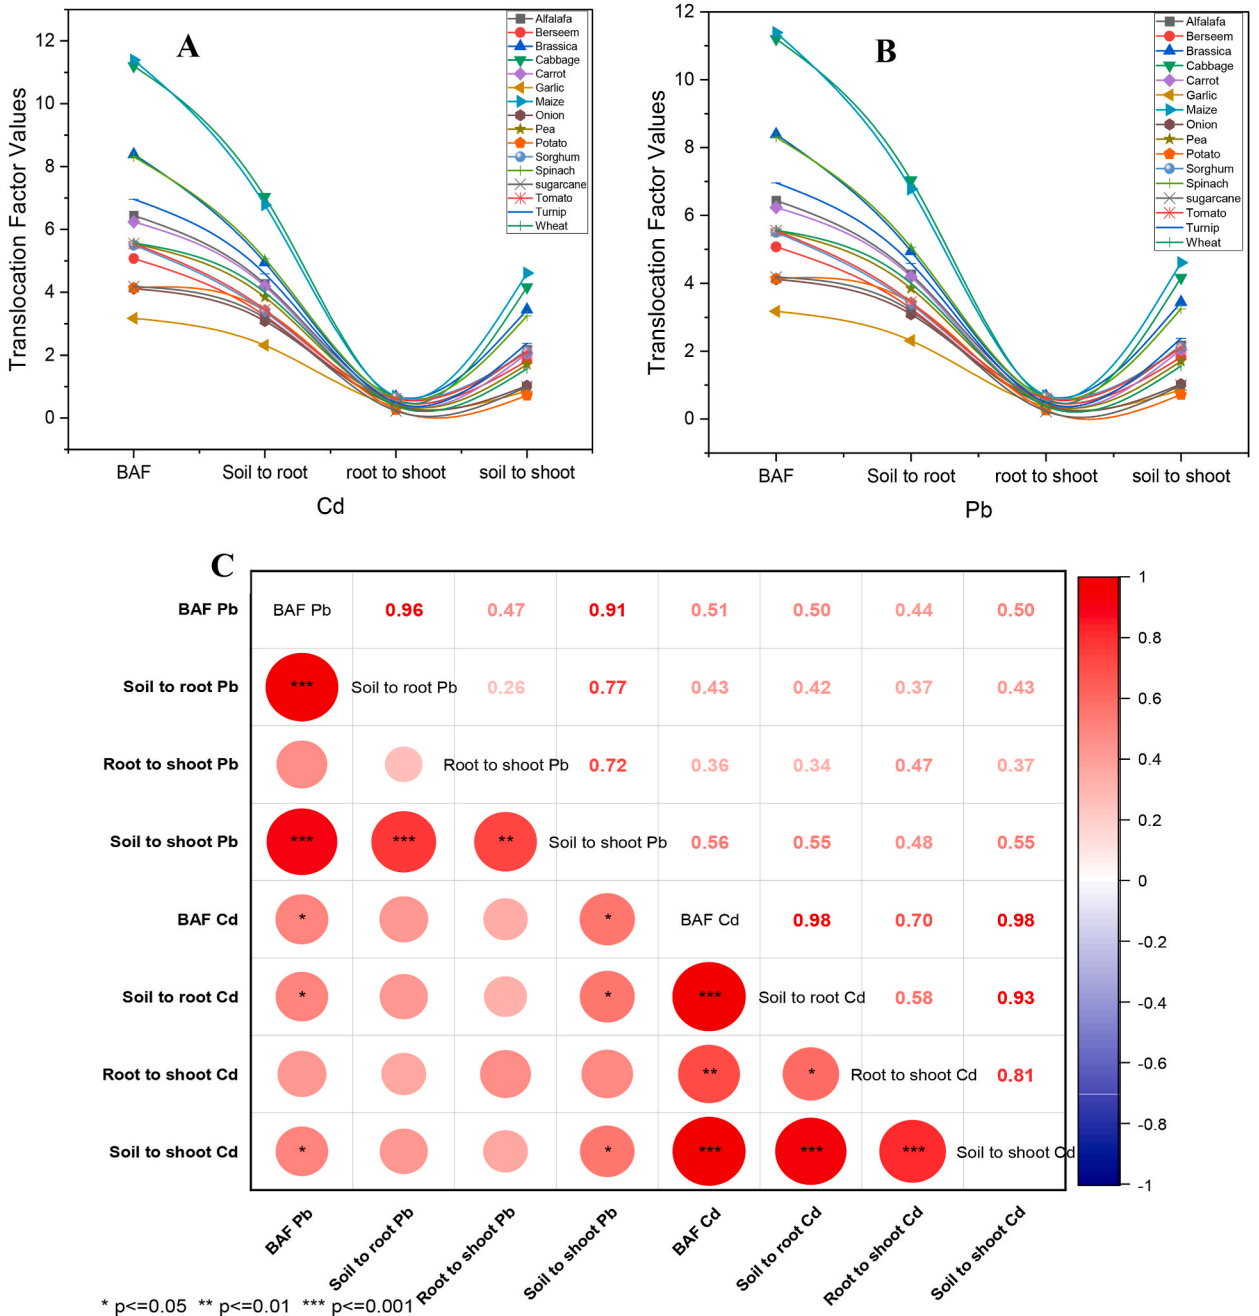 A
Translocation Factor Values
12
10
8
6
4
2
0
BAF Soil to root root to shoot soil to shoot
Cd
Alfalafa
Berseem
Brassica
Cabbage
Carrot
Garlic
Maize
Onion
Pea
Potato
Sorghum
Spinach
sugarcane
Tomato
Turnip
Wheat
B
Translocation Factor Values
12
10
8
6
4
2
0
BAF Soil to root root to shoot soil to shoot
Pb
Alfalafa
Berseem
Brassica
Cabbage
Carrot
Garlic
Maize
Onion
Pea
Potato
Sorghum
Spinach
sugarcane
Tomato
Turnip
Wheat
C
BAF Pb BAF Pb 0.96 0.47 0.91 0.51 0.50 0.44 0.50
Soil to root Pb *** Soil to root Pb 0.26 0.77 0.43 0.42 0.37 0.43
Root to shoot Pb Root to shoot Pb 0.72 0.36 0.34 0.47 0.37
Soil to shoot Pb *** *** ** Soil to shoot Pb 0.56 0.55 0.48 0.55
BAF Cd * * BAF Cd 0.98 0.70 0.98
Soil to root Cd * * *** Soil to root Cd 0.58 0.93
Root to shoot Cd ** * Root to shoot Cd 0.81
Soil to shoot Cd * * *** *** *** Soil to shoot Cd
BAF Pb Soil to root Pb Root to shoot Pb Soil to shoot Pb BAF Cd Soil to root Cd Root to shoot Cd Soil to shoot Cd
1
0.8
0.6
0.4
0.2
0
-0.2
-0.4
-0.6
-0.8
-1
* p<=0.05 ** p<=0.01 *** p<=0.001